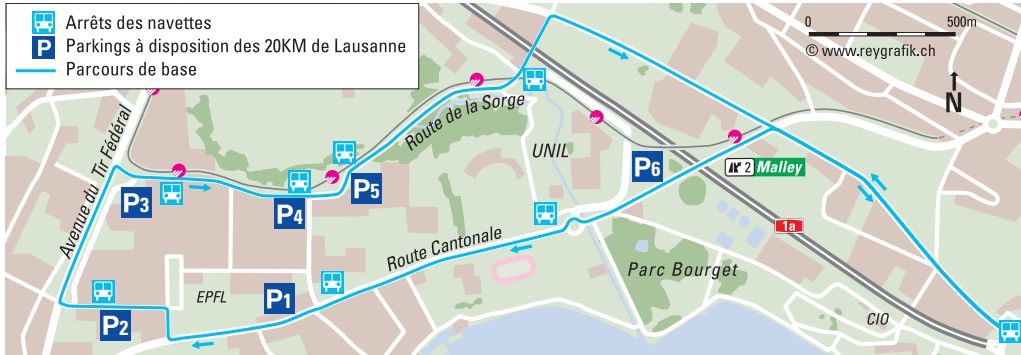 Arrêts des navettes
P Parkings à disposition des 20KM de Lausanne
Parcours de base
0 500m
© www.reygrafik.ch
N
Avenue du Tir Fédéral
Route de la Sorge
UNIL
P6
2 Malley
P3
P4
P5
1a
Route Cantonale
Parc Bourget
EPFL
P1
P2
CIO